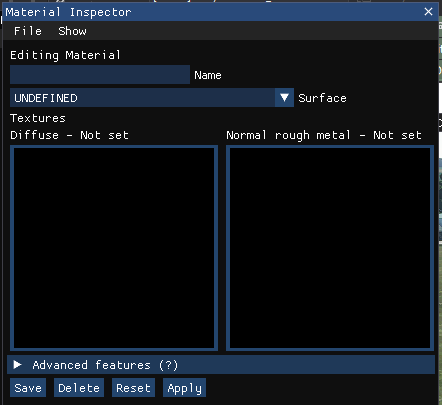 Material Inspector
File Show
Editing Material
Name
UNDEFINED Surface
Textures
Diffuse - Not set Normal rough metal - Not set
Advanced features (?)
Save Delete Reset Apply